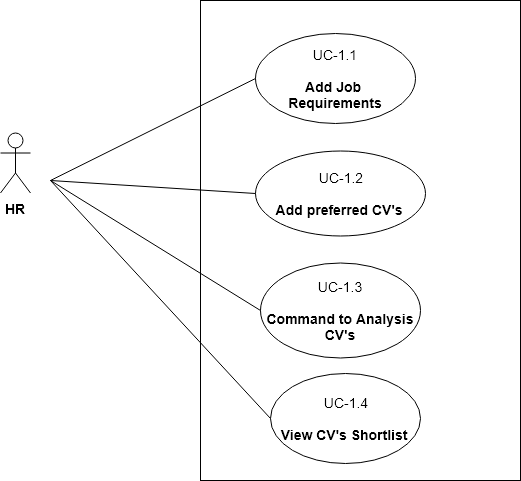 UC-1.1
Add Job
Requirements
UC-1.2
Add preferred CV's
HR
UC-1.3
Command to Analysis
CV's
UC-1.4
View CV's Shortlist